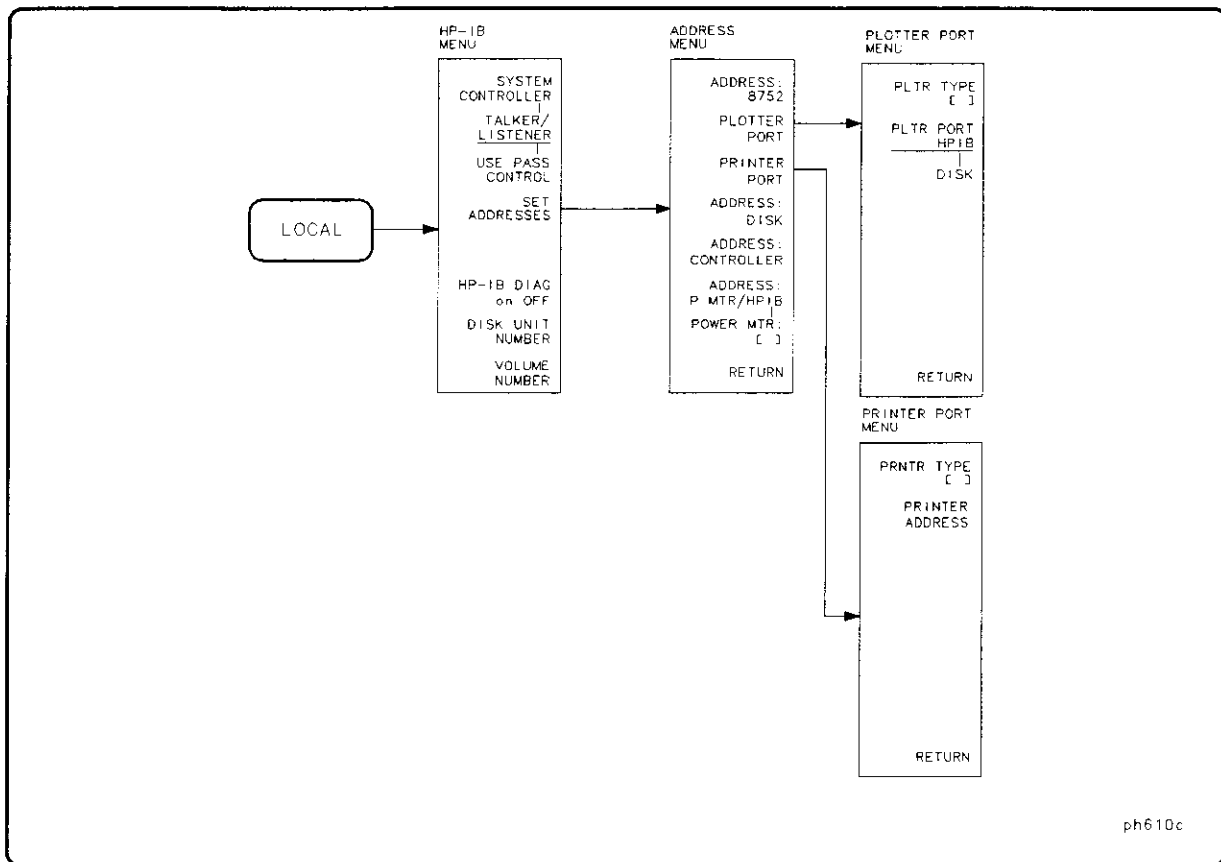 LOCAL
HP-IB
MENU
SYSTEM
CONTROLLER
TALKER/
LISTENER
USE PASS
CONTROL
SET
ADDRESSES
HP-IB DIAG
on OFF
DISK UNIT
NUMBER
VOLUME
NUMBER
ADDRESS
MENU
ADDRESS:
8752
PLOTTER
PORT
PRINTER
PORT
ADDRESS:
DISK
ADDRESS:
CONTROLLER
ADDRESS:
P MTR/HPIB
POWER MTR:
[ ]
RETURN
PLOTTER PORT
MENU
PLTR TYPE
[ ]
PLTR PORT
HPIB
DISK
RETURN
PRINTER PORT
MENU
PRNTR TYPE
[ ]
PRINTER
ADDRESS
RETURN
ph610c